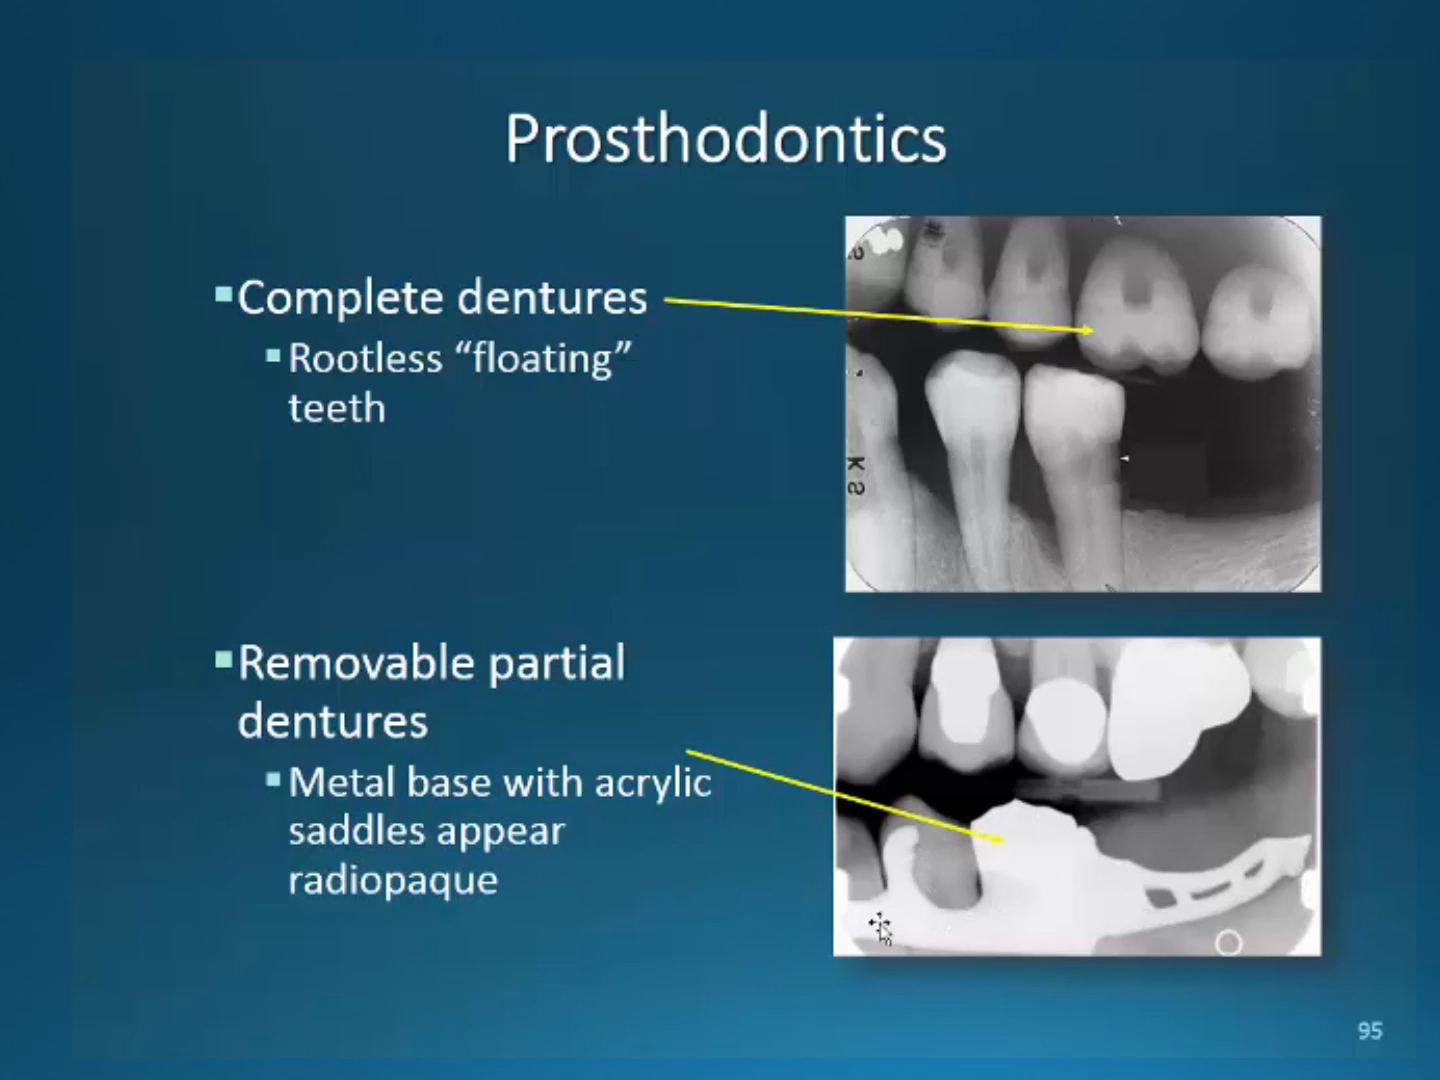 Prosthodontics
Complete dentures
Rootless “floating”
teeth
K S
Removable partial
dentures
Metal base with acrylic
saddles appear
radiopaque
95